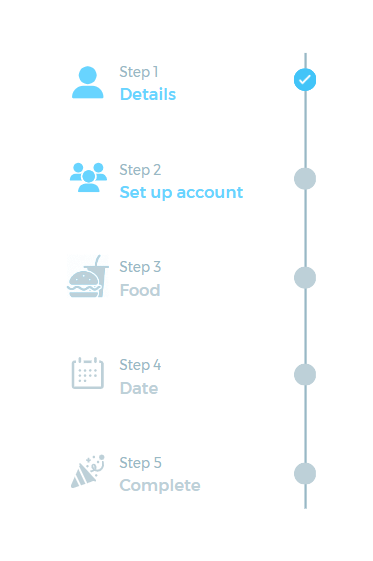 Step 1
Details
Step 2
Set up account
Step 3
Food
Step 4
Date
Step 5
Complete